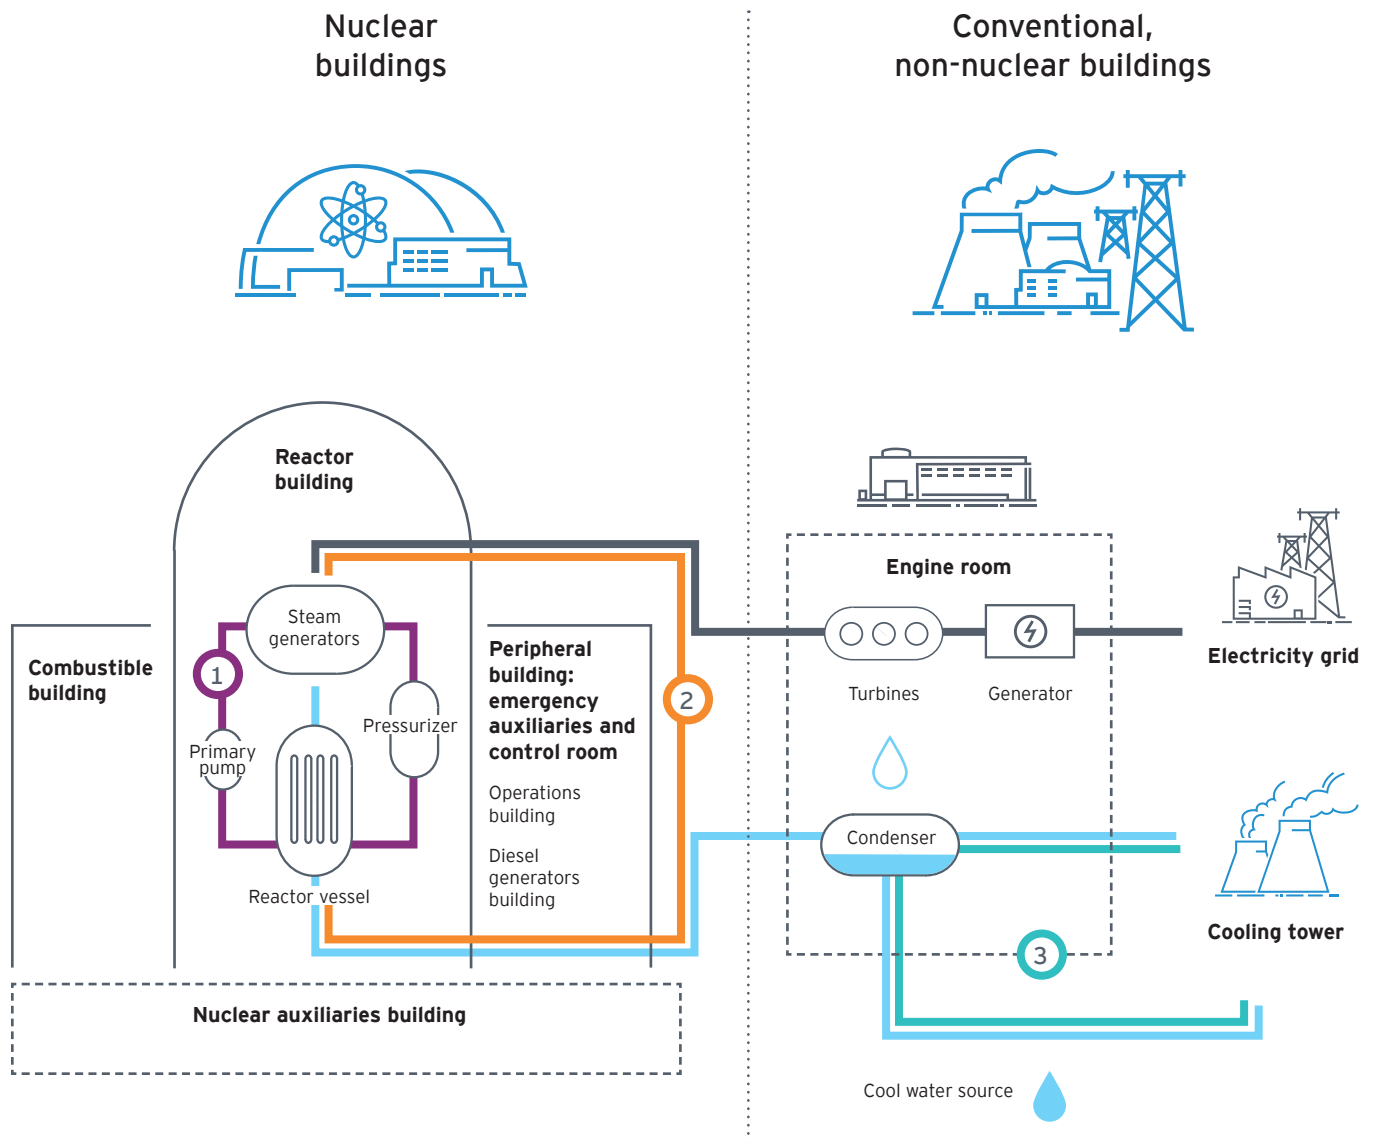 Nuclear
buildings
Conventional,
non-nuclear buildings
Reactor
building
Steam
generators
1
Combustible
building
Primary
pump
Pressurizer
Reactor vessel
Peripheral
building:
emergency
auxiliaries and
control room
Operations
building
Diesel
generators
building
2
Nuclear auxiliaries building
Engine room
Turbines
Generator
Electricity grid
Condenser
Cooling tower
3
Cool water source